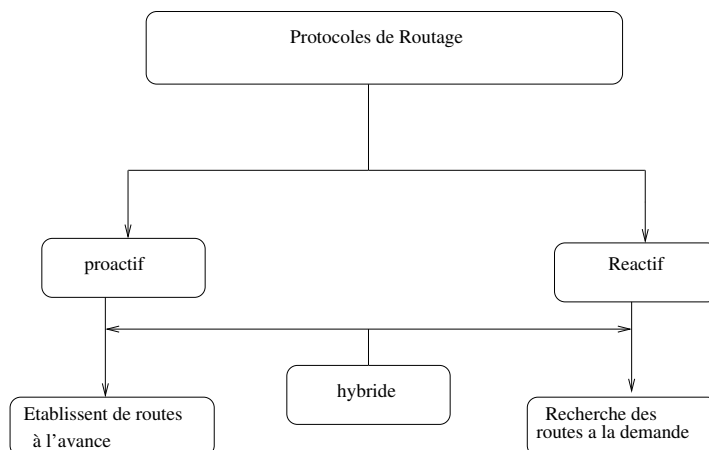 Protocoles de Routage
proactif
Reactif
hybride
Etablissent de routes
à l'avance
Recherche des
routes a la demande